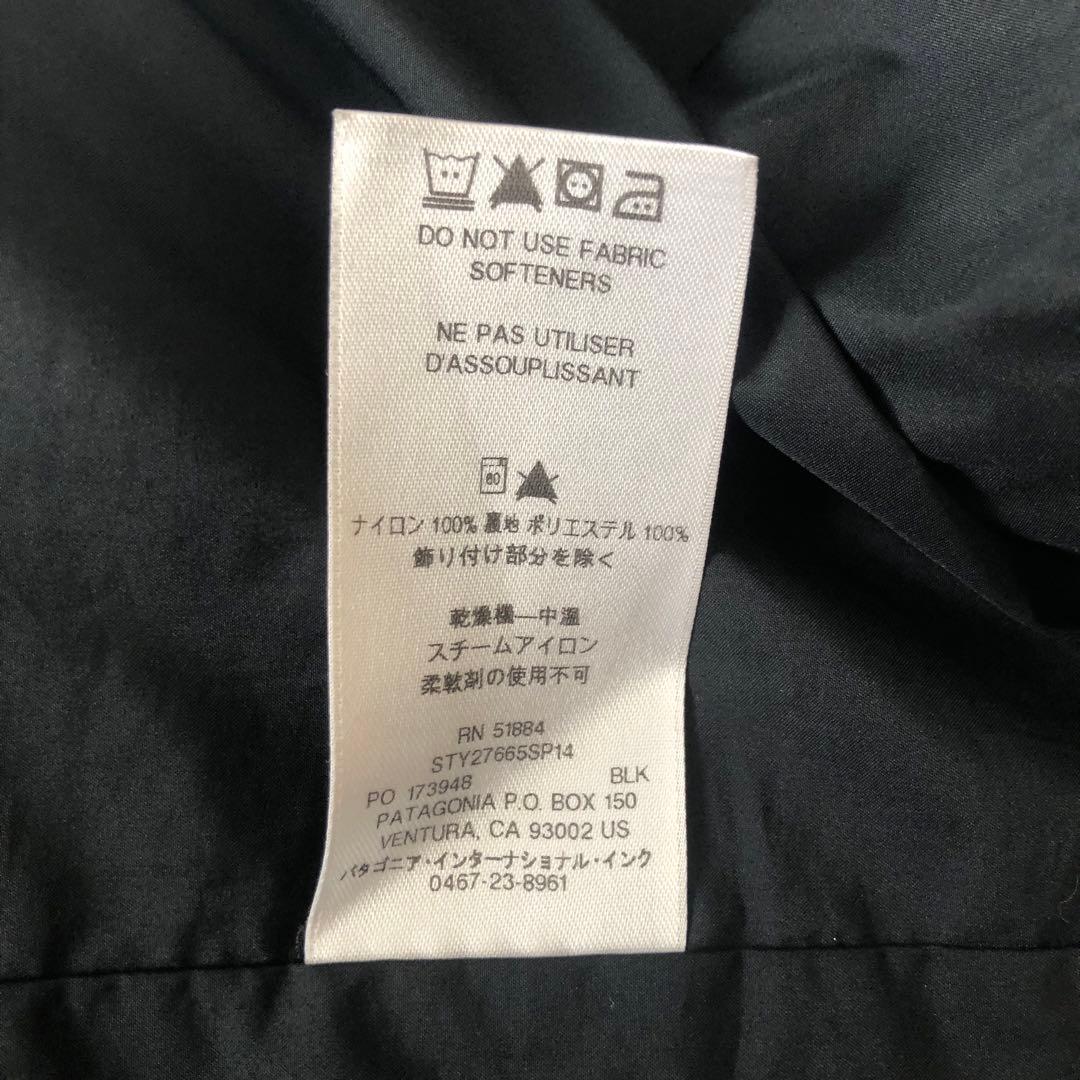 DO NOT USE FABRIC
SOFTENERS
NE PAS UTILISER
D'ASSOUPLISSANT
60
ナイロン 100% 裏地 ポリエステル 100%
飾り付け部分を除く
乾燥機—中温
スチームアイロン
柔軟剤の使用不可
RN 51884
STY27665SP14
PO 173948 BLK
PATAGONIA P.O. BOX 150
VENTURA, CA 93002 US
パタゴニア・インターナショナル・インク
0467-23-8961